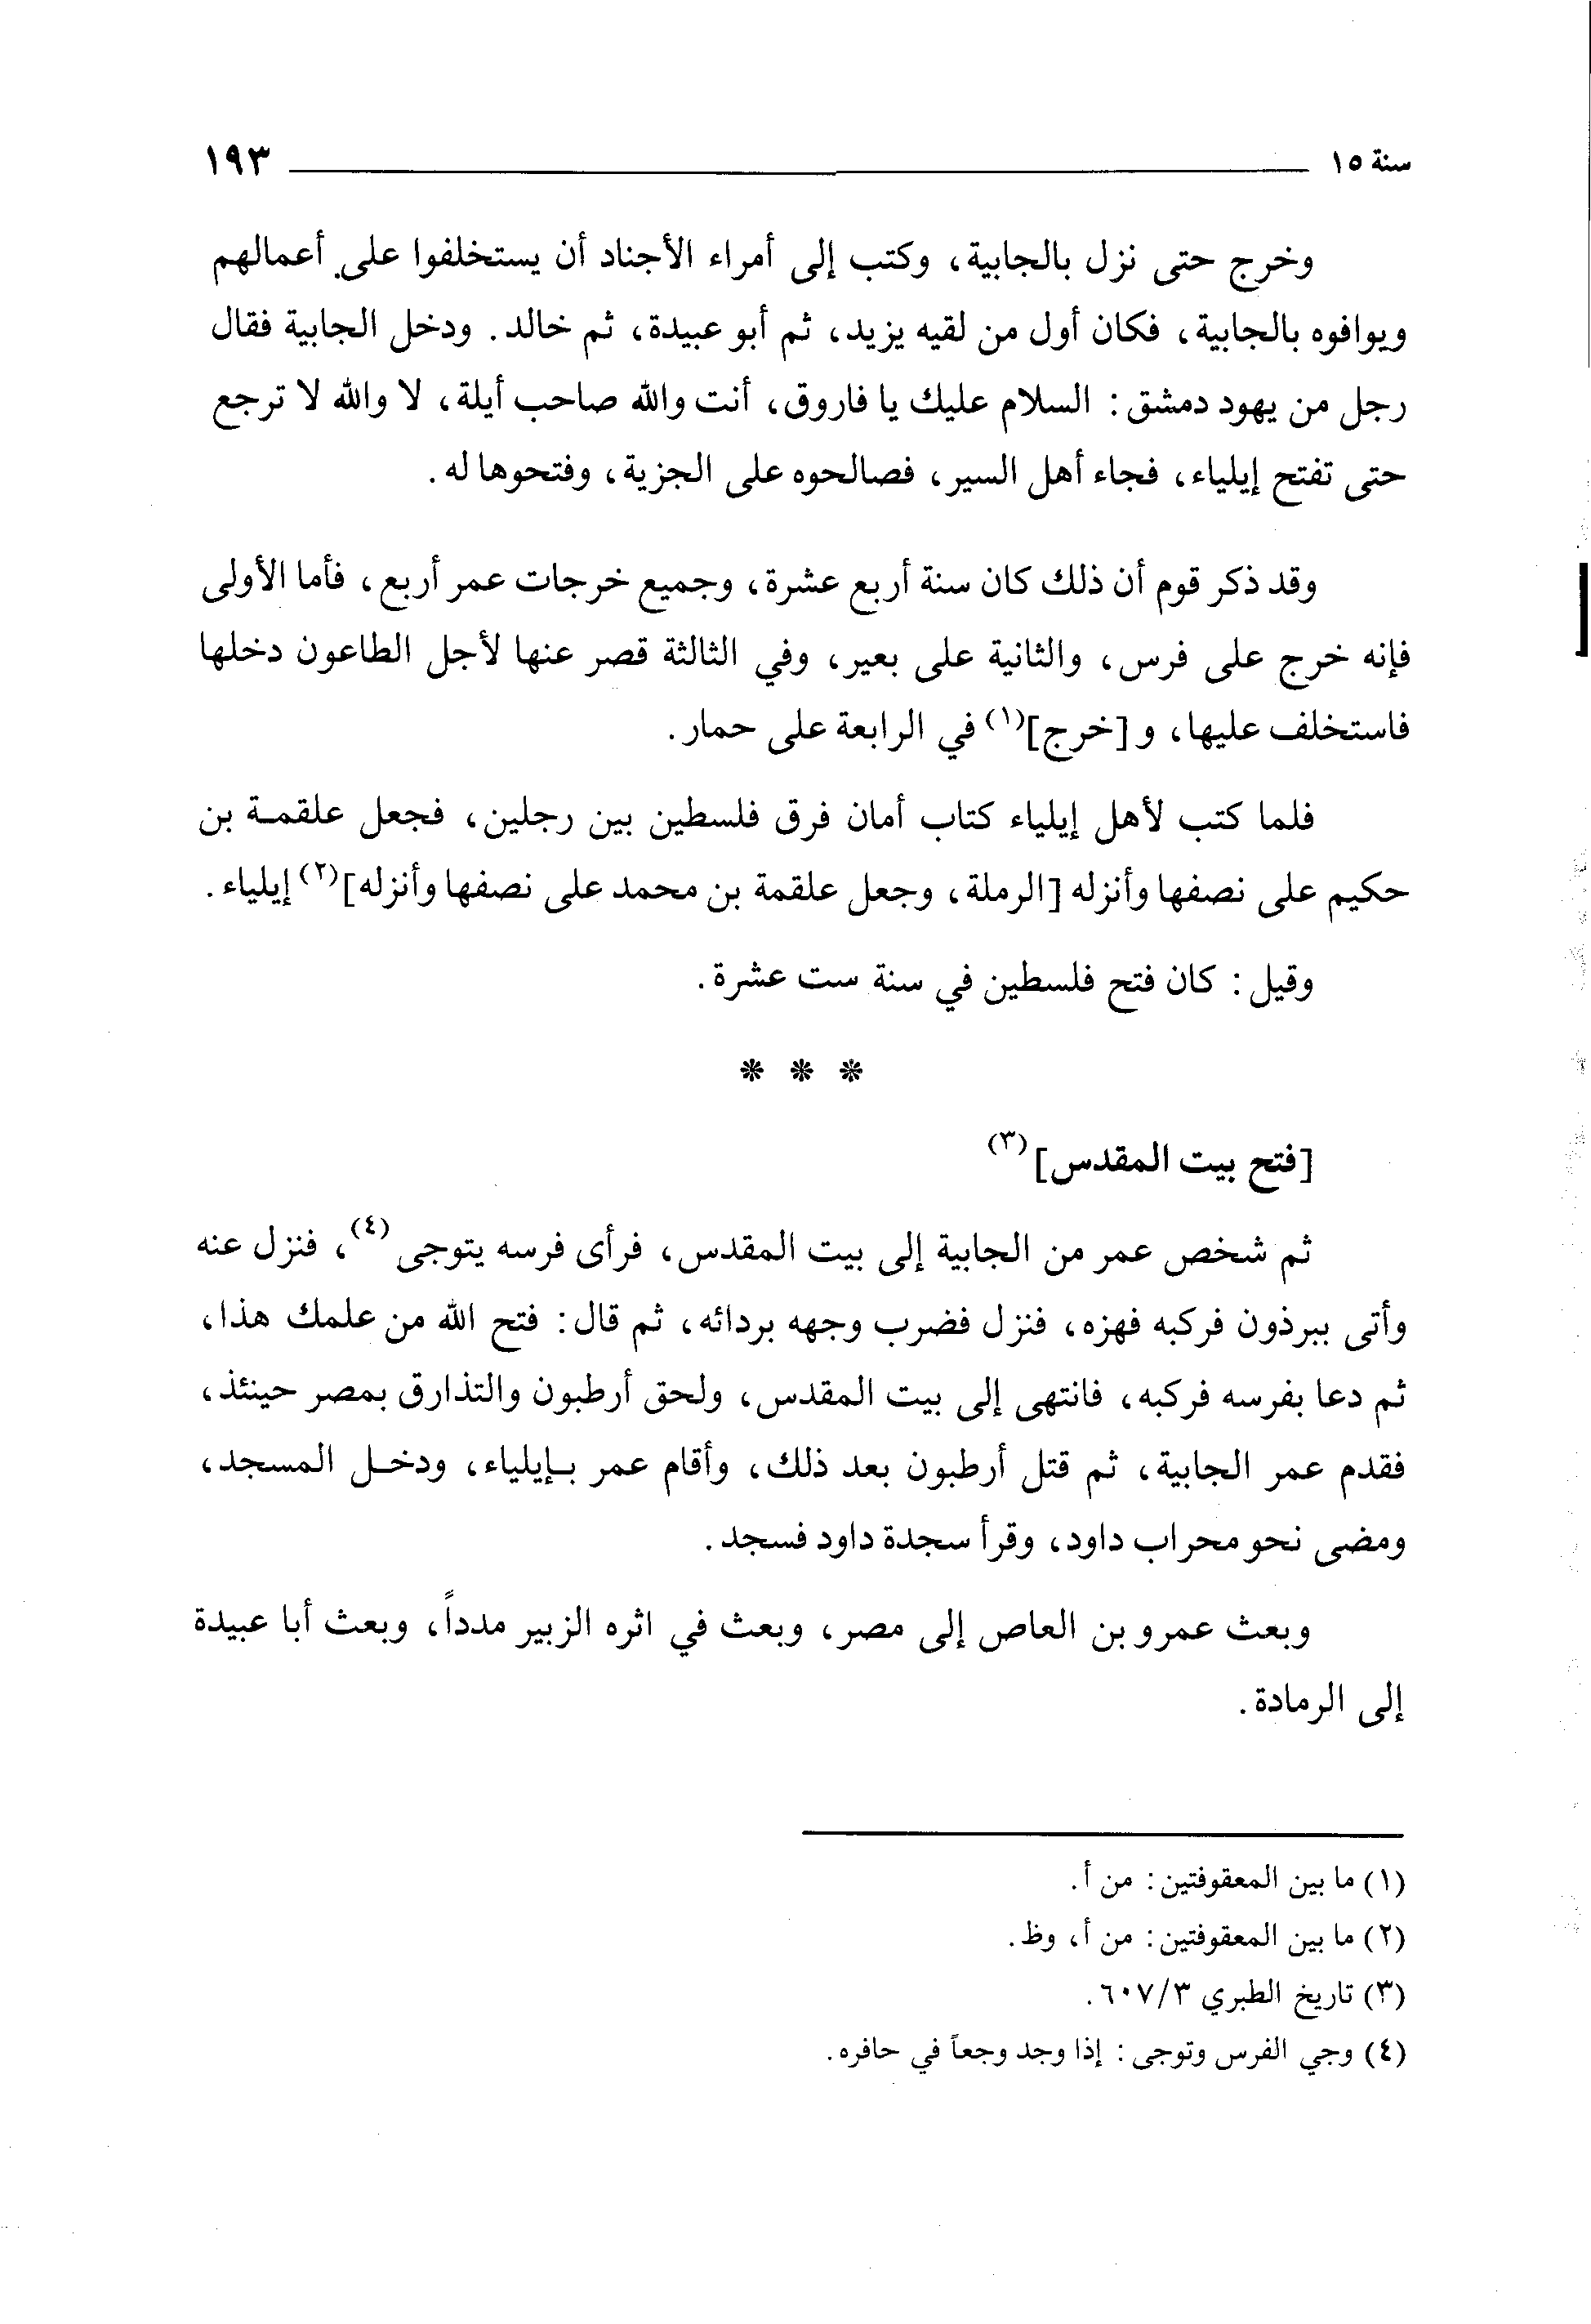 سنة ١٥ ١٩٣
وخرج حتى نزل بالجابية، وكتب إلى أمراء الأجناد أن يستخلفوا على أعمالهم
ويوافوه بالجابية، فكان أول من لقيه يزيد، ثم أبو عبيدة، ثم خالد. ودخل الجابية فقال
رجل من يهود دمشق: السلام عليك يا فاروق، أنت والله صاحب أيلة، لا والله لا ترجع
حتى تفتح إيلياء، فجاء أهل السير، فصالحوه على الجزية، وفتحوها له.
وقد ذكر قوم أن ذلك كان سنة أربع عشرة، وجميع خرجات عمر أربع، فأما الأولى
فإنه خرج على فرس، والثانية على بعير، وفي الثالثة قصر عنها لأجل الطاعون دخلها
فاستخلف عليها، و[خرج](١) في الرابعة على حمار.
فلما كتب لأهل إيلياء كتاب أمان فرق فلسطين بين رجلين، فجعل علقمة بن
حكيم على نصفها وأنزله [الرملة، وجعل علقمة بن محمد على نصفها وأنزله](٢) إيلياء.
وقيل: كان فتح فلسطين في سنة ست عشرة.
* * *
[فتح بيت المقدس](٣)
ثم شخص عمر من الجابية إلى بيت المقدس، فرأى فرسه يتوجى(٤)، فنزل عنه
وأتى ببرذون فركبه فهزه، فنزل فضرب وجهه بردائه، ثم قال: فتح الله من علمك هذا،
ثم دعا بفرسه فركبه، فانتهى إلى بيت المقدس، ولحق أرطبون والتذارق بمصر حينئذ،
فقدم عمر الجابية، ثم قتل أرطبون بعد ذلك، وأقام عمر بإيلياء، ودخل المسجد،
ومضى نحو محراب داود، وقرأ سجدة داود فسجد.
وبعث عمرو بن العاص إلى مصر، وبعث في اثره الزبير مدداً، وبعث أبا عبيدة
إلى الرمادة.
(١) ما بين المعقوفتين: من أ.
(٢) ما بين المعقوفتين: من أ، وظ.
(٣) تاريخ الطبري ٦٠٧/٣.
(٤) وجي الفرس وتوجى: إذا وجد وجعاً في حافره.